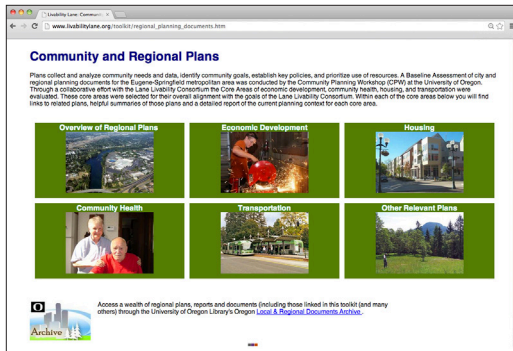 Livability Lane: Communi
www.livabilitylane.org/toolkit/regional_planning_documents.htm
Community and Regional Plans
Plans collect and analyze community needs and data, identify community goals, establish key policies, and prioritize use of resources. A Baseline Assessment of city and
regional planning documents for the Eugene-Springfield metropolitan area was conducted by the Community Planning Workshop (CPW) at the University of Oregon.
Through a collaborative effort with the Lane Livability Consortium the Core Areas of economic development, community health, housing, and transportation were
evaluated. These core areas were selected for their overall alignment with the goals of the Lane Livability Consortium. Within each of the core areas below you will find
links to related plans, helpful summaries of those plans and a detailed report of the current planning context for each core area.
Overview of Regional Plans
Economic Development
Housing
Community Health
Transportation
Other Relevant Plans
O
Archive
Access a wealth of regional plans, reports and documents (including those linked in this toolkit (and many
others) through the University of Oregon Library's Oregon Local & Regional Documents Archive.